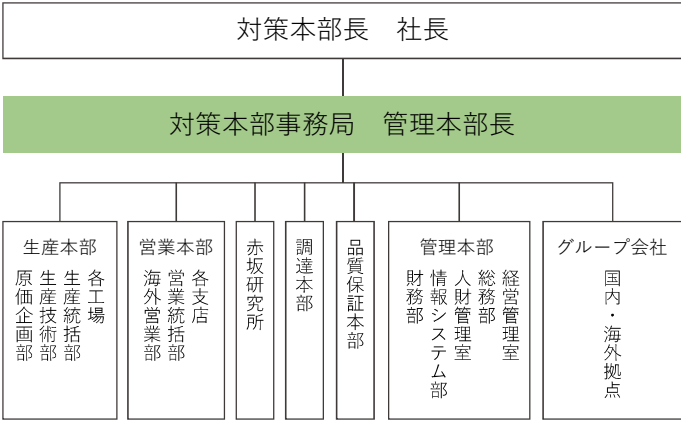 対策本部長　社長
対策本部事務局　管理本部長
生産本部
各工場
生産統括部
生産技術部
原価企画部
営業本部
各支店
営業統括部
海外営業部
赤坂研究所
調達本部
品質保証本部
管理本部
経営管理室
総務部
人財管理室
情報システム部
財務部
グループ会社
国内・海外拠点